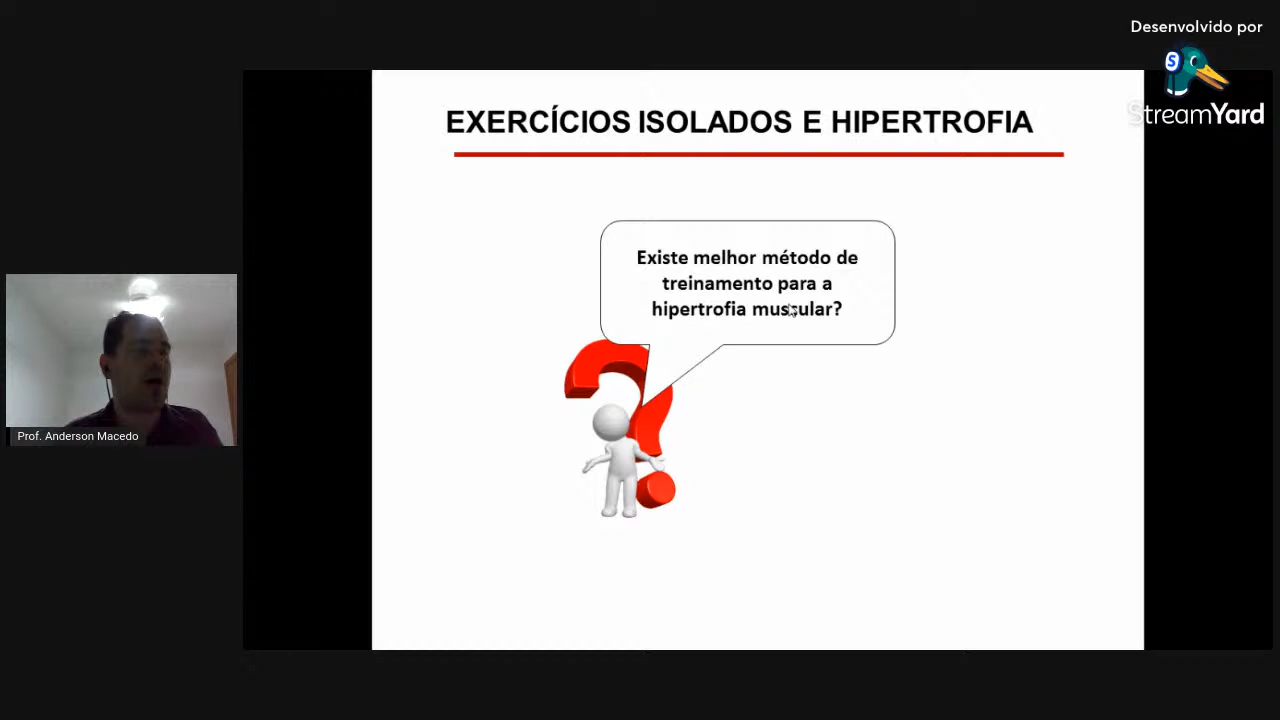 Desenvolvido por
S
StreamYard
EXERCÍCIOS ISOLADOS E HIPERTROFIA
Existe melhor método de
treinamento para a
hipertrofia muscular?
Prof. Anderson Macedo